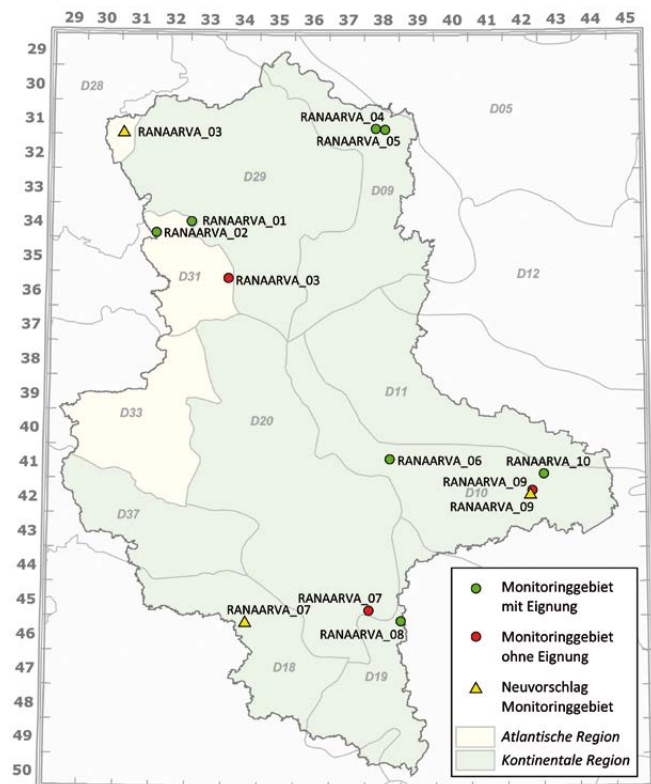 29 30 31 32 33 34 35 36 37 38 39 40 41 42 43 44 45
29
30
31
32
33
34
35
36
37
38
39
40
41
42
43
44
45
46
47
48
49
50
D28
D05
RANAARVA_04
RANAARVA_03
RANAARVA_05
D29
D09
RANAARVA_01
RANAARVA_02
D12
D31
RANAARVA_03
D11
D33
D20
RANAARVA_06
RANAARVA_10
RANAARVA_09
D10
RANAARVA_09
D37
RANAARVA_07
RANAARVA_07
RANAARVA_08
D18
D19
Monitoringgebiet
mit Eignung
Monitoringgebiet
ohne Eignung
Neuvorschlag
Monitoringgebiet
Atlantische Region
Kontinentale Region